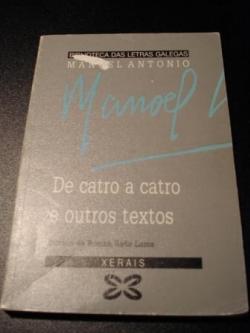 BIBLIOTECA DAS LETRAS GALEGAS
MANUEL ANTONIO
Manoel
De catro a catro
e outros textos
XERAIS